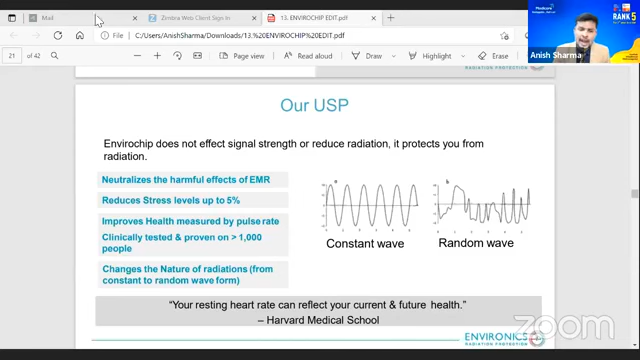 Mail
Zimbra Web Client Sign In
13. ENVIROCHIP EDIT.pdf
File
C:/Users/AnishSharma/Downloads/13.%20ENVIROCHIP%20EDIT.pdf
21
of 77
Read aloud
Draw
Highlight
Erase
Anish Sharma
RANK 5
RADIATION PROTECTION
Our USP
Envirochip does not effect signal strength or reduce radiation, it protects you from
radiation.
Neutralizes the harmful effects of EMR
Reduces Stress levels up to 5%
Improves Health measured by pulse rate
Clinically tested & proven on > 1,000
people
Changes the Nature of radiations (from
constant to random wave form)
a
b
Constant wave
Random wave
“Your resting heart rate can reflect your current & future health.”
– Harvard Medical School
ENVIRONICS
RADIATION PROTECTION
zoom